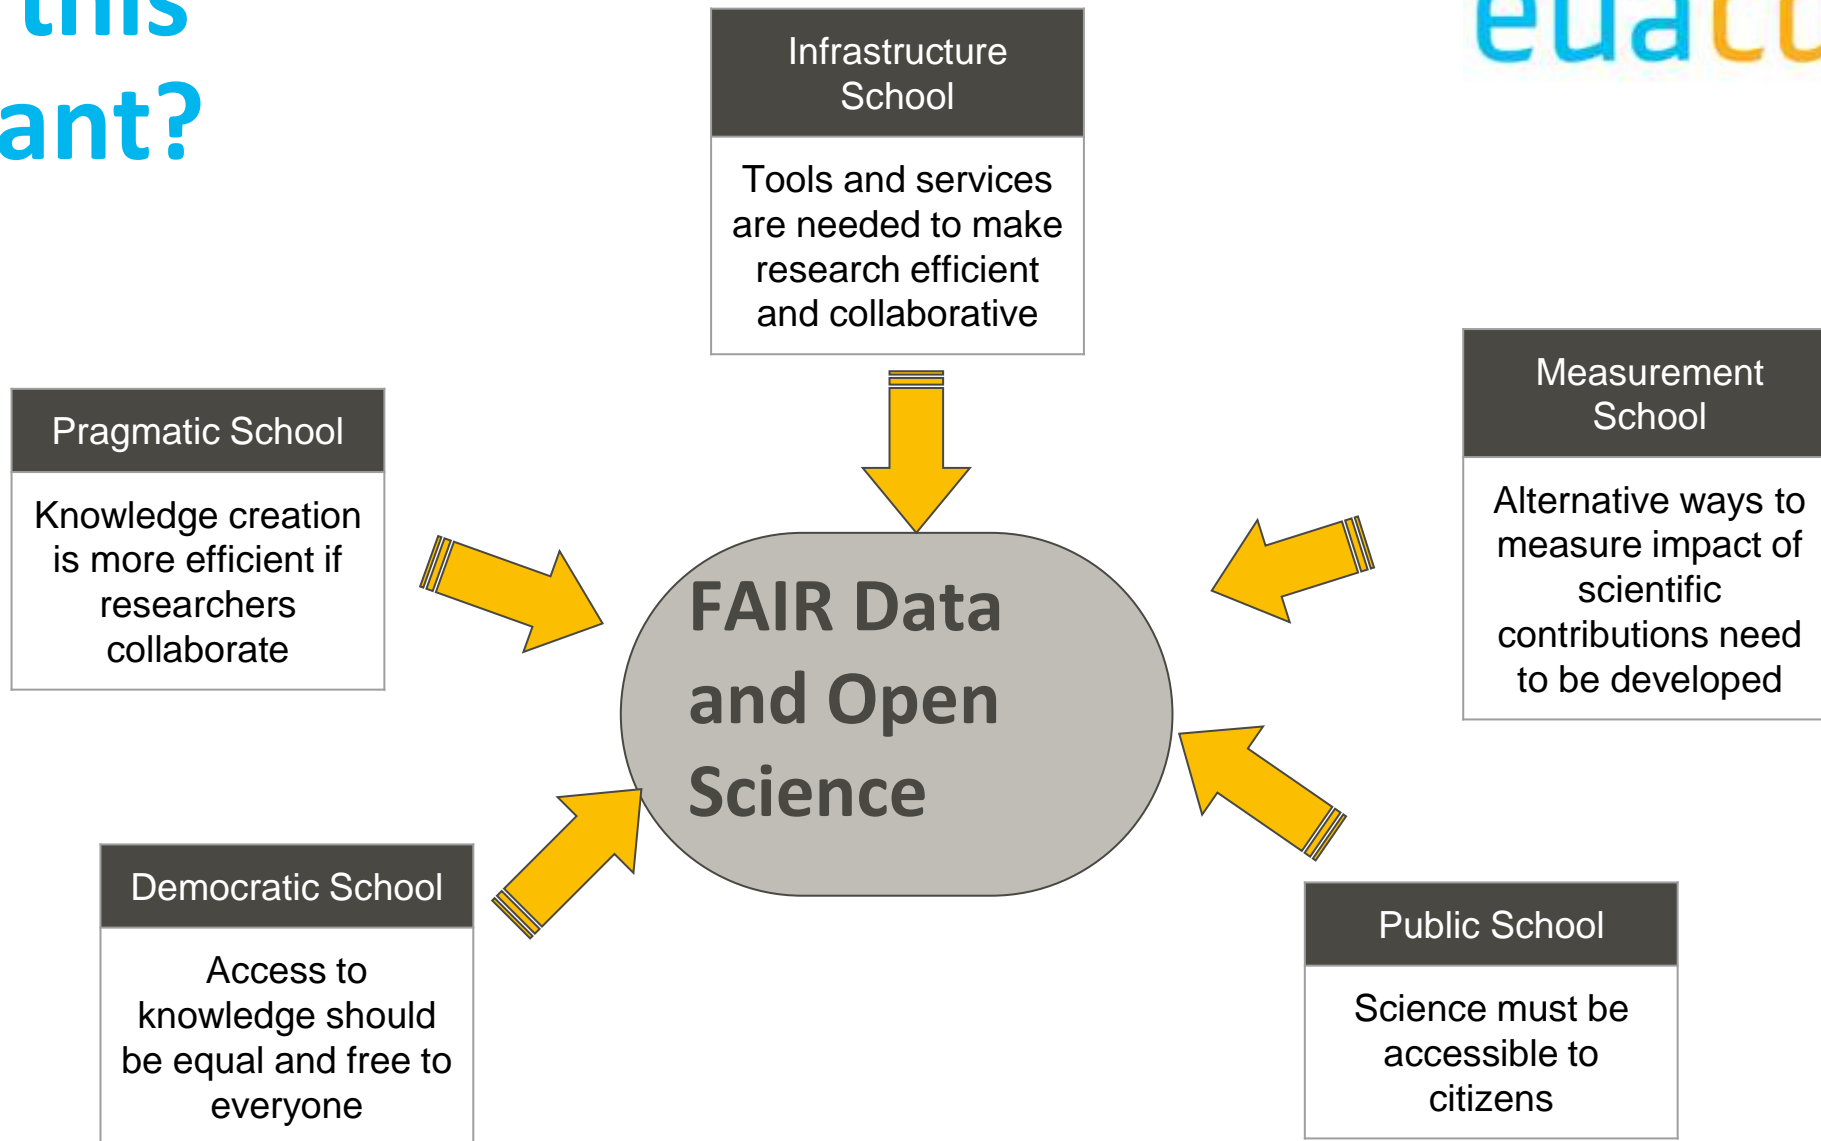 this
ant?
euaco
Infrastructure
School
Tools and services
are needed to make
research efficient
and collaborative
Measurement
School
Alternative ways to
measure impact of
scientific
contributions need
to be developed
Pragmatic School
Knowledge creation
is more efficient if
researchers
collaborate
FAIR Data
and Open
Science
Democratic School
Access to
knowledge should
be equal and free to
everyone
Public School
Science must be
accessible to
citizens